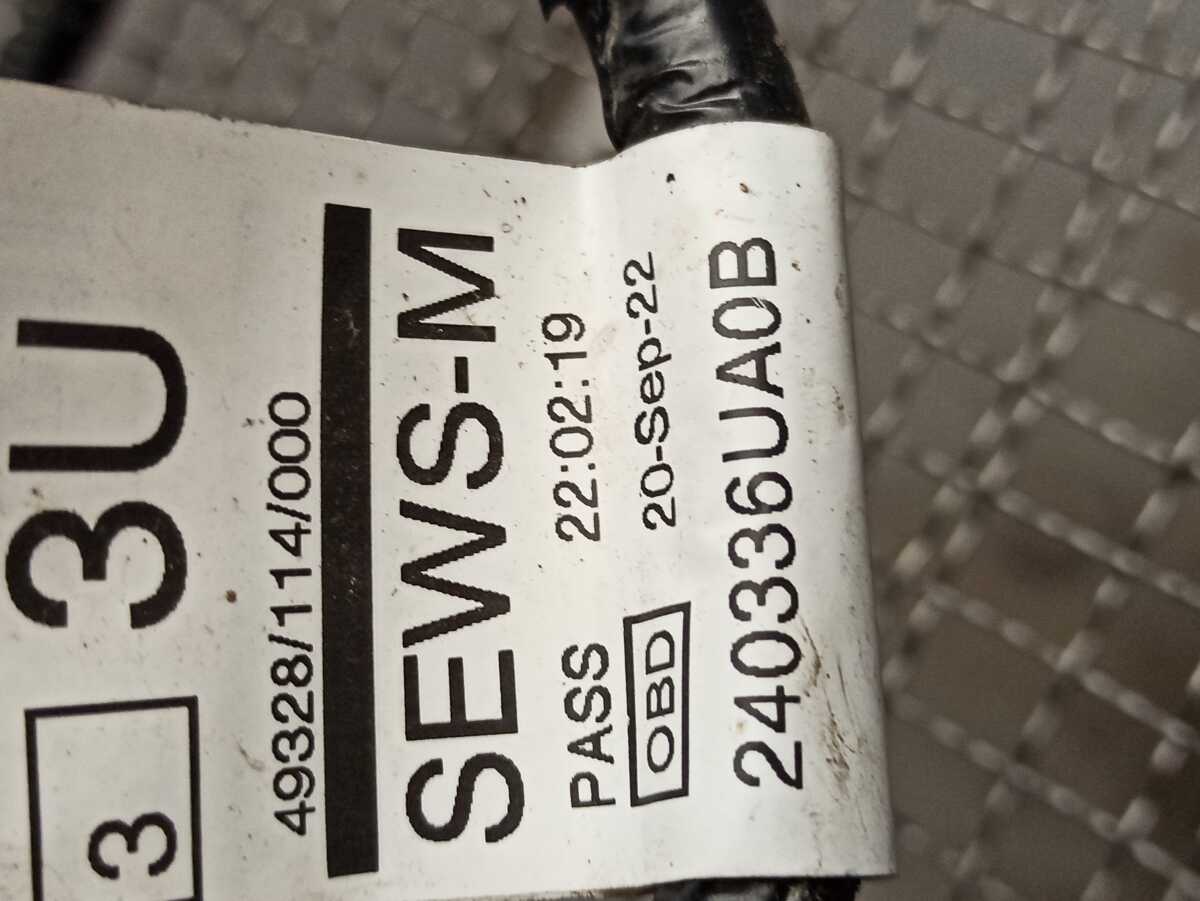 3 3U
49328/114/000
SEWS-M
PASS 22:02:19
OBD 20-Sep-22
240336UA0B